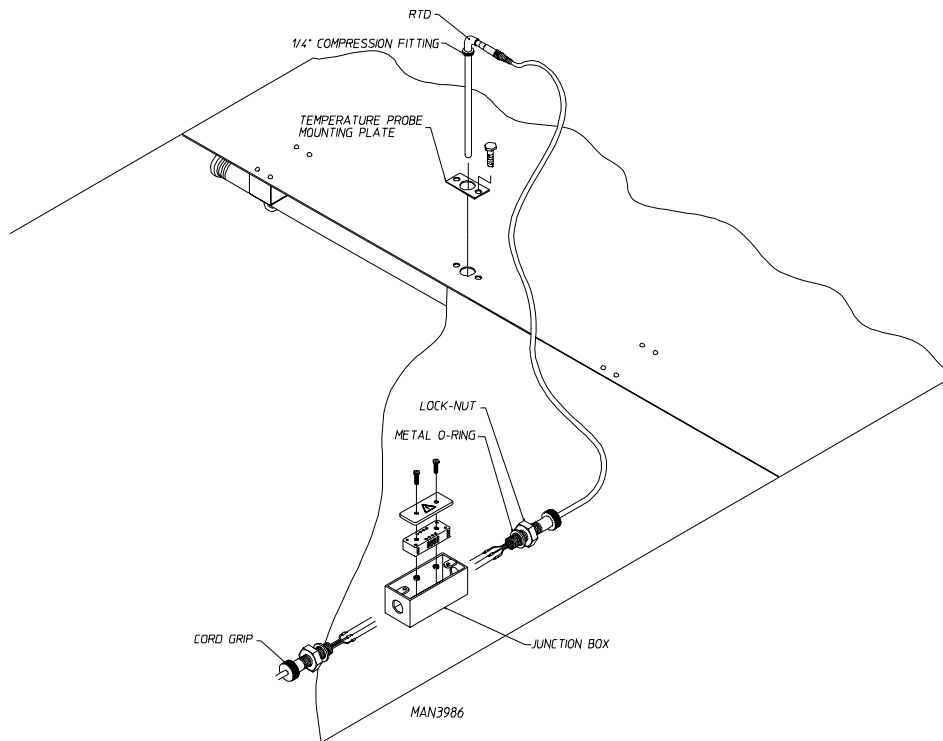 RTD
1/4" COMPRESSION FITTING
TEMPERATURE PROBE
MOUNTING PLATE
LOCK-NUT
METAL O-RING
CORD GRIP
JUNCTION BOX
MAN3986